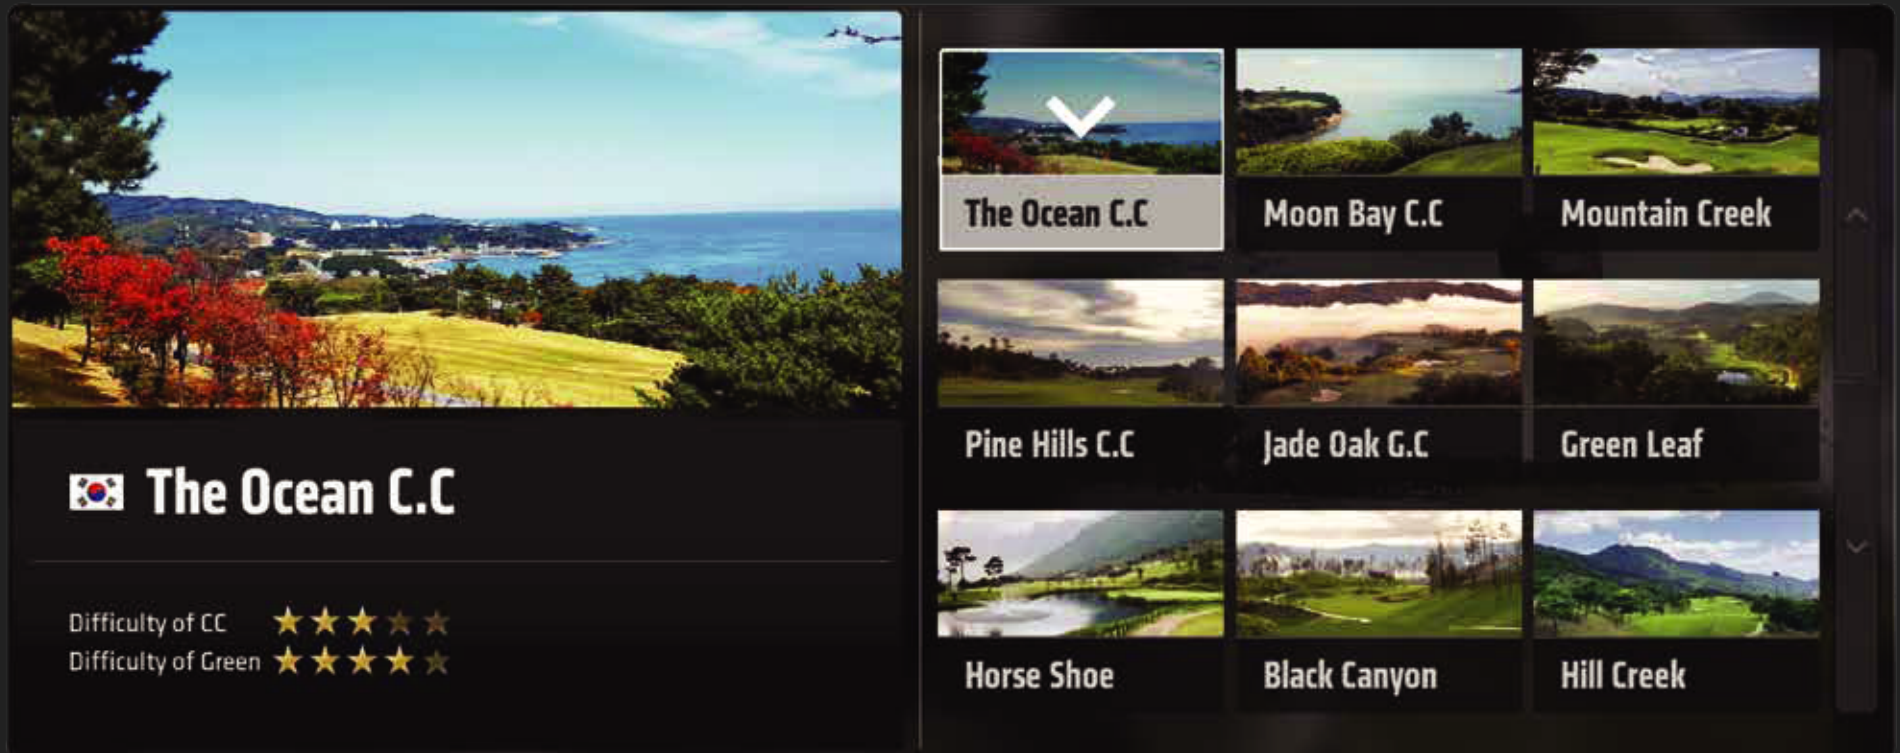 The Ocean C.C
Difficulty of CC
Difficulty of Green
The Ocean C.C
Moon Bay C.C
Mountain Creek
Pine Hills C.C
Jade Oak G.C
Green Leaf
Horse Shoe
Black Canyon
Hill Creek